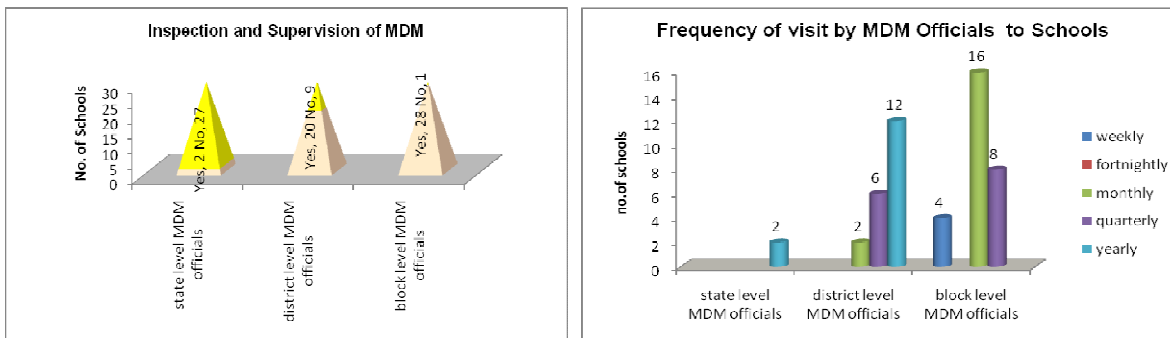 Inspection and Supervision of MDM
No. of Schools
30
25
20
15
10
5
0
Yes, 2 No, 27
Yes, 20 No, 9
Yes, 28 No, 1
state level MDM
officials
district level MDM
officials
block level MDM
officials
Frequency of visit by MDM Officials to Schools
no.of schools
16
14
12
10
8
6
4
2
0
2
2
6
12
4
16
8
state level
MDM officials
district level
MDM officials
block level
MDM officials
weekly
fortnightly
monthly
quarterly
yearly